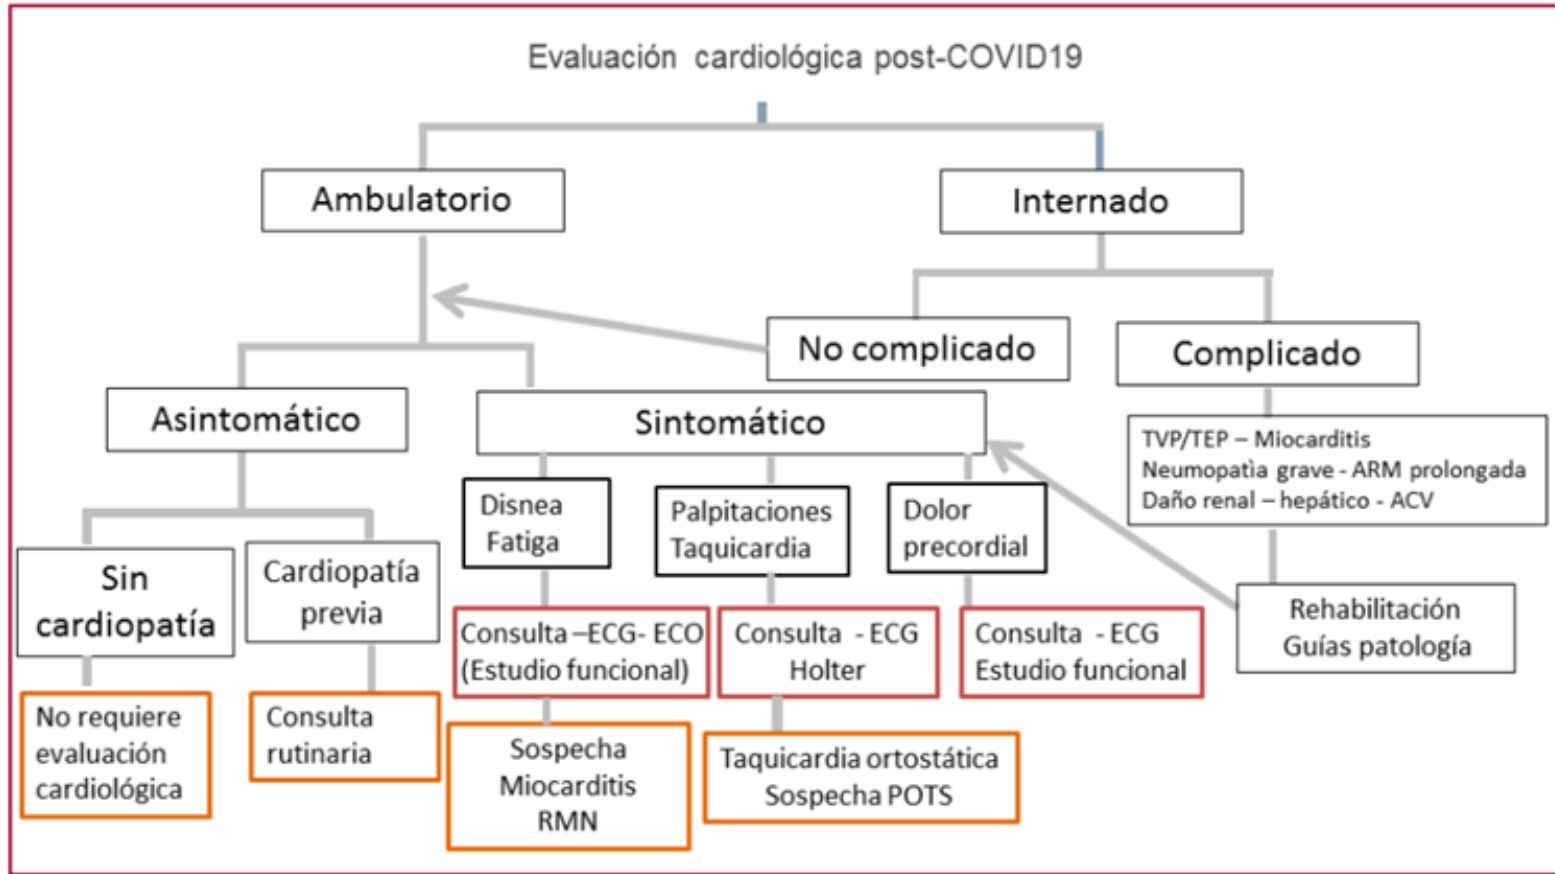 Evaluación cardiológica post-COVID19
Ambulatorio
Internado
No complicado
Complicado
Asintomático
Sintomático
TVP/TEP – Miocarditis
Neumopatìa grave - ARM prolongada
Daño renal – hepático - ACV
Disnea
Fatiga
Palpitaciones
Taquicardia
Dolor
precordial
Sin
cardiopatía
Cardiopatía
previa
Rehabilitación
Guías patología
Consulta –ECG- ECO
(Estudio funcional)
Consulta - ECG
Holter
Consulta - ECG
Estudio funcional
No requiere
evaluación
cardiológica
Consulta
rutinaria
Sospecha
Miocarditis
RMN
Taquicardia ortostática
Sospecha POTS